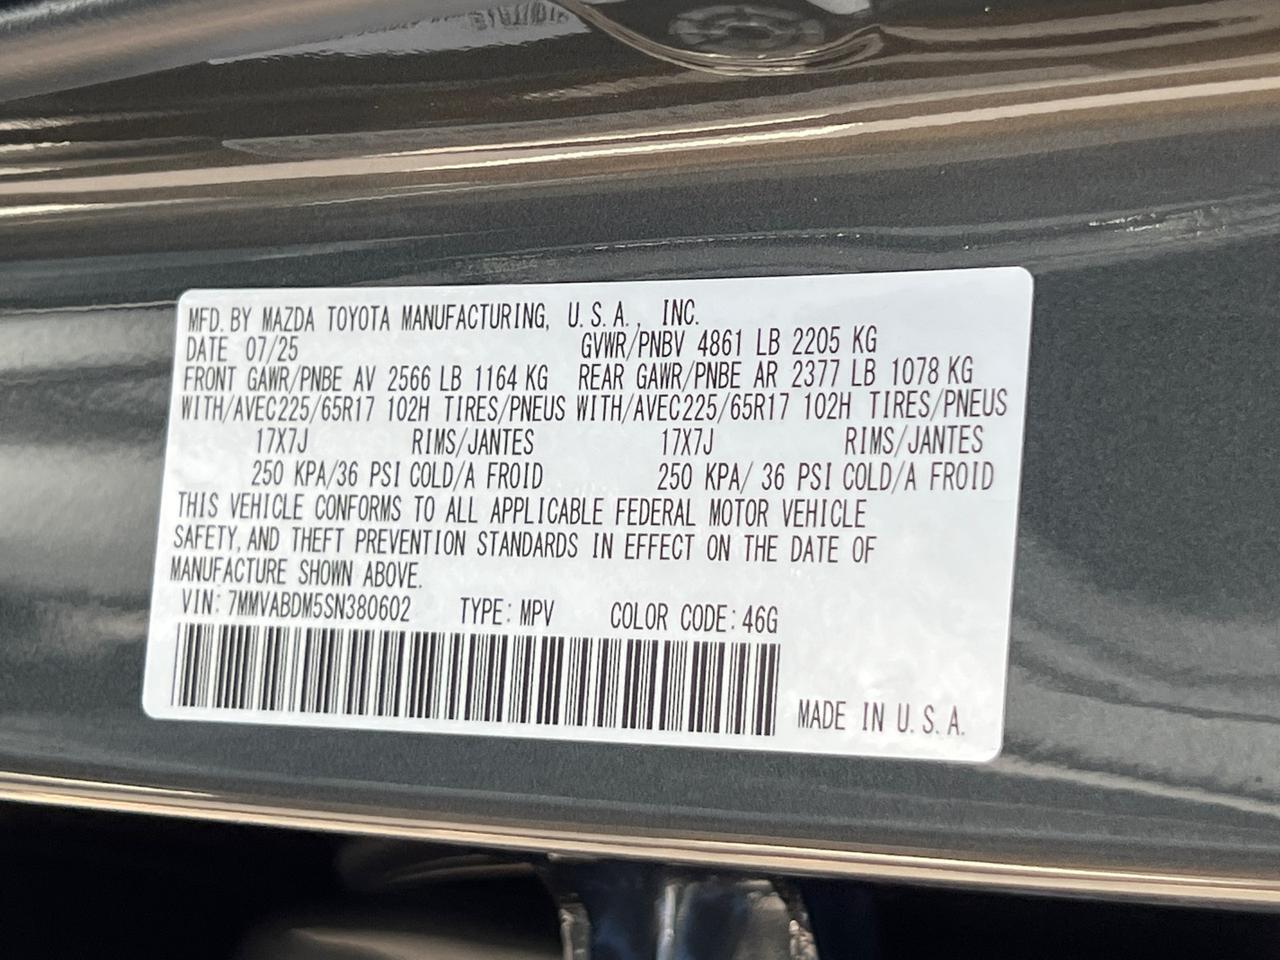 MFD. BY MAZDA TOYOTA MANUFACTURING, U.S.A., INC.
DATE 07/25 GVWR/PNBV 4861 LB 2205 KG
FRONT GAWR/PNBE AV 2566 LB 1164 KG REAR GAWR/PNBE AR 2377 LB 1078 KG
WITH/AVEC225/65R17 102H TIRES/PNEUS WITH/AVEC225/65R17 102H TIRES/PNEUS
17X7J RIMS/JANTES 17X7J RIMS/JANTES
250 KPA/36 PSI COLD/A FROID 250 KPA/ 36 PSI COLD/A FROID
THIS VEHICLE CONFORMS TO ALL APPLICABLE FEDERAL MOTOR VEHICLE
SAFETY, AND THEFT PREVENTION STANDARDS IN EFFECT ON THE DATE OF
MANUFACTURE SHOWN ABOVE.
VIN: 7MMVABDM5SN380602 TYPE: MPV COLOR CODE: 46G
MADE IN U.S.A.